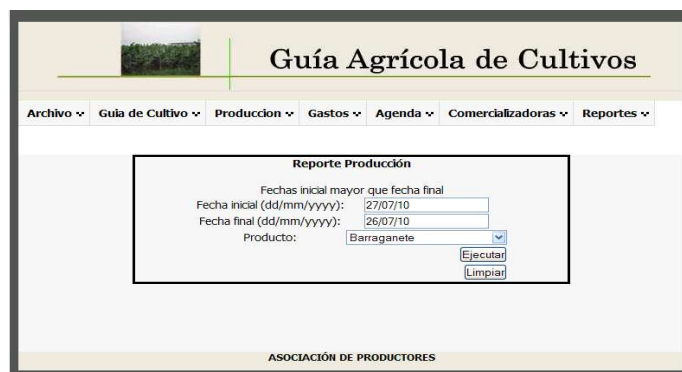 Guía Agrícola de Cultivos
Archivo Guia de Cultivo Produccion Gastos Agenda Comercializadoras Reportes
Reporte Producción
Fechas inicial mayor que fecha final
Fecha inicial (dd/mm/yyyy): 27/07/10
Fecha final (dd/mm/yyyy): 26/07/10
Producto: Barraganete
Ejecutar
Limpiar
ASOCIACIÓN DE PRODUCTORES